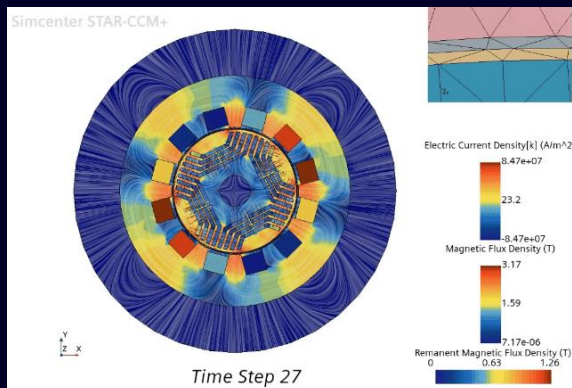 Simcenter STAR-CCM+
Electric Current Density[k] (A/m^2
8.47e+07
23.2
-8.47e+07
Magnetic Flux Density (T)
3.17
1.59
7.17e-06
Remanent Magnetic Flux Density (T)
0 0.63 1.26
Y
Z X
Time Step 27